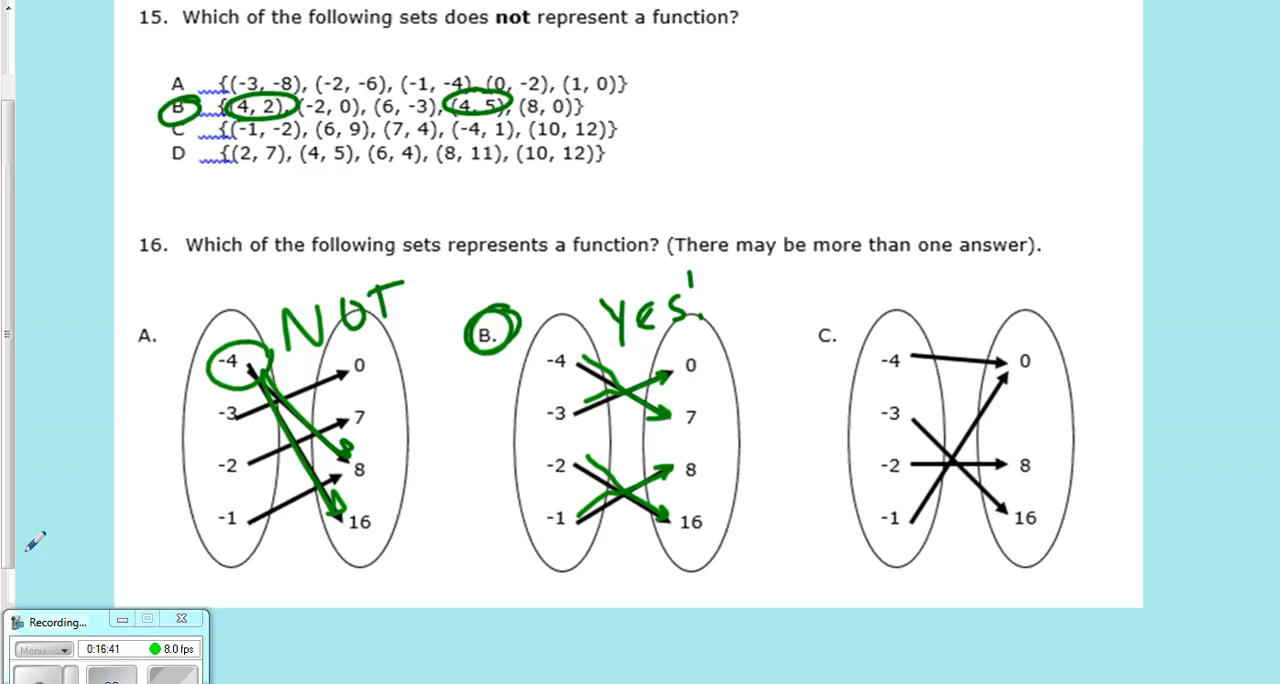 15. Which of the following sets does not represent a function?
A {(-3, -8), (-2, -6), (-1, -4), (0, -2), (1, 0)}
B {(4, 2), (-2, 0), (6, -3), (4, 5), (8, 0)}
C {(-1, -2), (6, 9), (7, 4), (-4, 1), (10, 12)}
D {(2, 7), (4, 5), (6, 4), (8, 11), (10, 12)}
16. Which of the following sets represents a function? (There may be more than one answer).
NOT
Yes!
A.
-4 0
-3 7
-2 8
-1 16
B.
-4 0
-3 7
-2 8
-1 16
C.
-4 0
-3
-2 8
-1 16
Recording...
Menu 0:16:41 8.0 fps